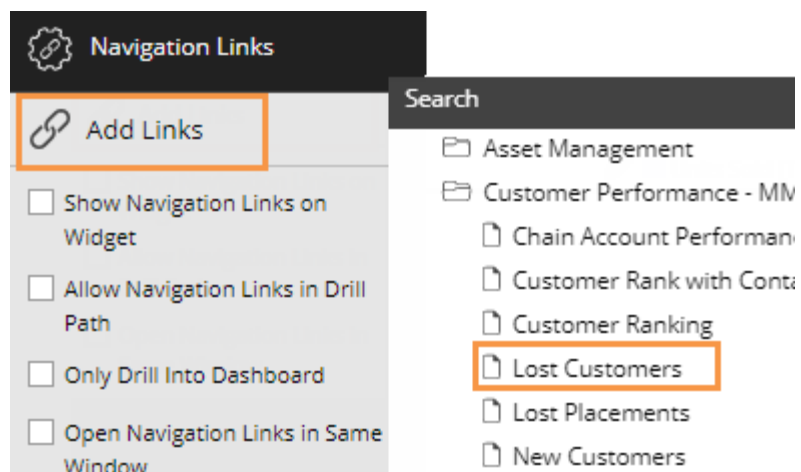 Navigation Links
Add Links
Show Navigation Links on
Widget
Allow Navigation Links in Drill
Path
Only Drill Into Dashboard
Open Navigation Links in Same
Window
Search
Asset Management
Customer Performance - MM
Chain Account
Customer Rank with
Customer Ranking
Lost Customers
Lost Placements
New Customers